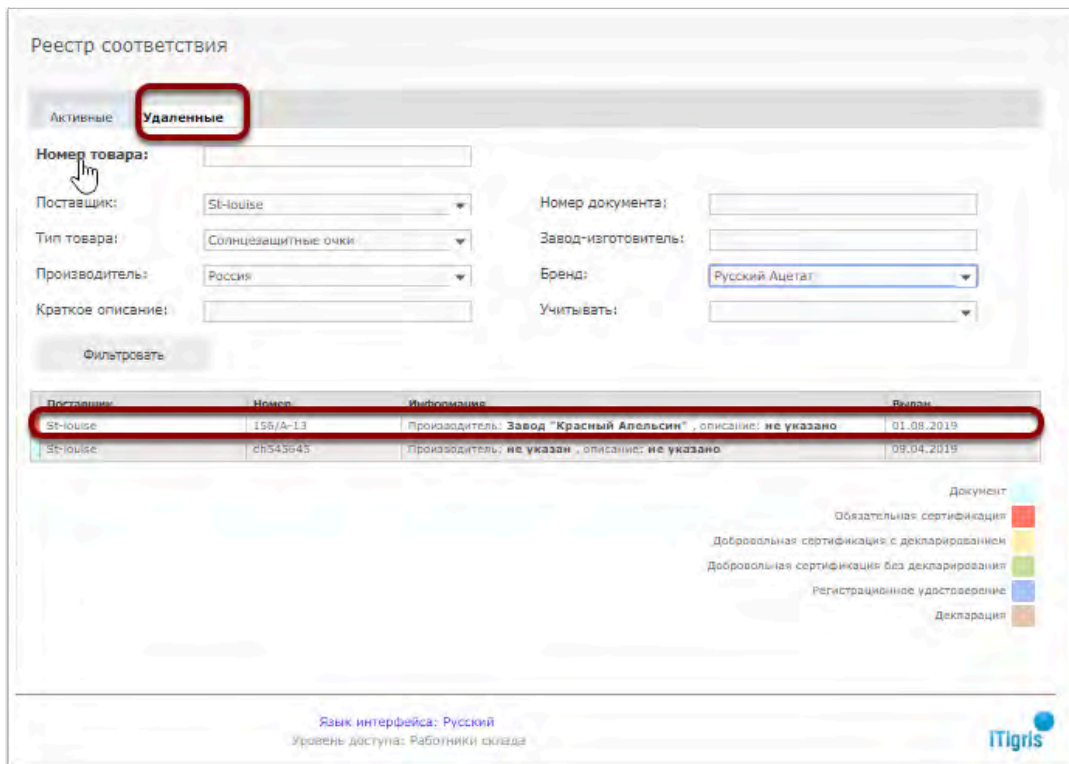 Реестр соответствия
Активные Удаленные
Номер товара:
Поставщик: St-louise Номер документа:
Тип товара: Солнцезащитные очки Завод-изготовитель:
Производитель: Россия Бренд: Русский Ацетат
Краткое описание: Учитывать:
Фильтровать
Поставщик Номер Информация Выдан
St-louise 156/А-13 Производитель: Завод "Красный Апельсин" , описание: не указано 01.08.2019
St-louise ch545645 Производитель: не указан , описание: не указано 09.04.2019
Документ
Обязательная сертификация
Добровольная сертификация с декларированием
Добровольная сертификация без декларирования
Регистрационное удостоверение
Декларация
Язык интерфейса: Русский
Уровень доступа: Работники склада
iTigris